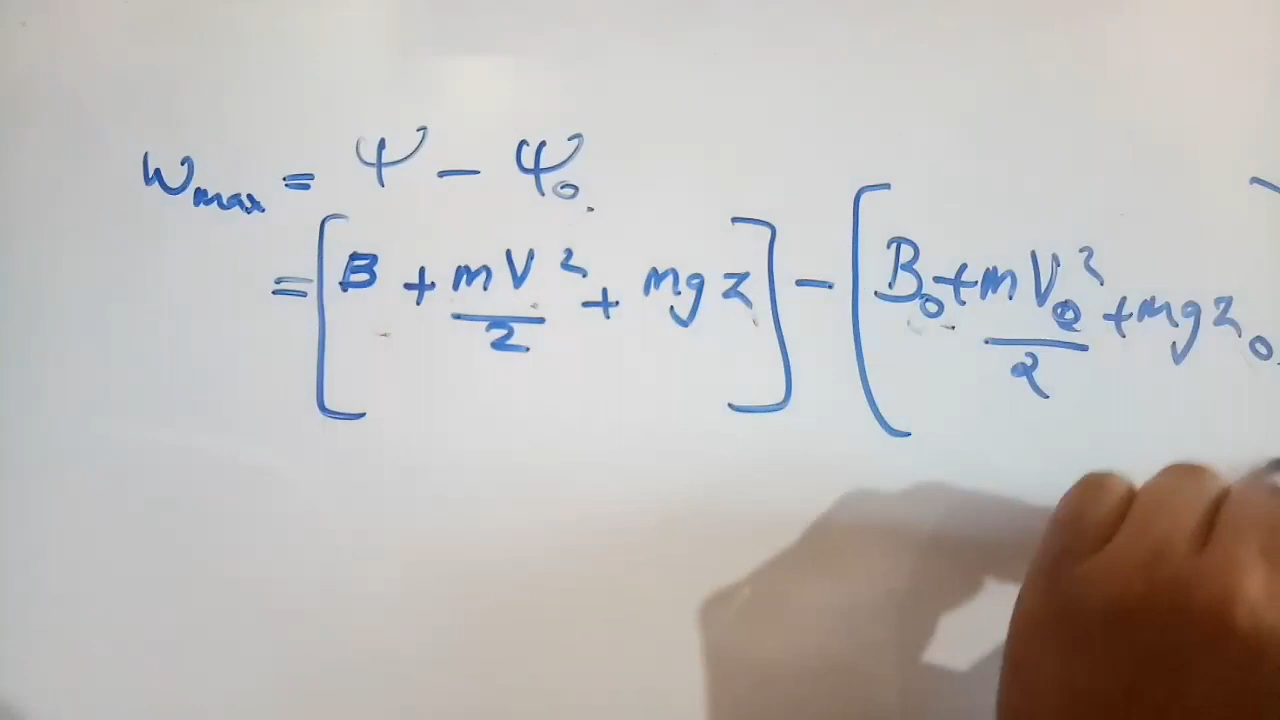 Wmax = Ψ - Ψ₀
= [B + mV²/2 + mgz] - [B₀ + mV₀²/2 + mgz₀]